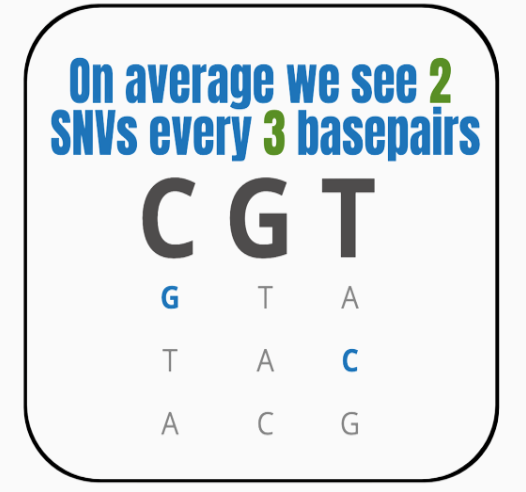 On average we see 2
SNVs every 3 basepairs
C G T
G T A
T A C
A C G